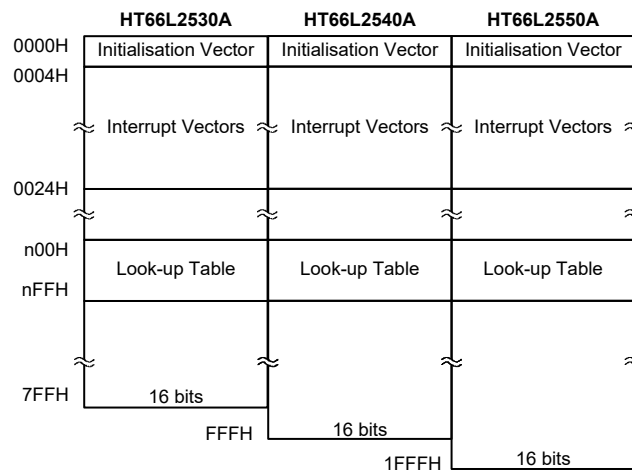 HT66L2530A HT66L2540A HT66L2550A
0000H Initialisation Vector Initialisation Vector Initialisation Vector
0004H
Interrupt Vectors Interrupt Vectors Interrupt Vectors
0024H
n00H
Look-up Table Look-up Table Look-up Table
nFFH
7FFH 16 bits
FFFH 16 bits
1FFFH 16 bits